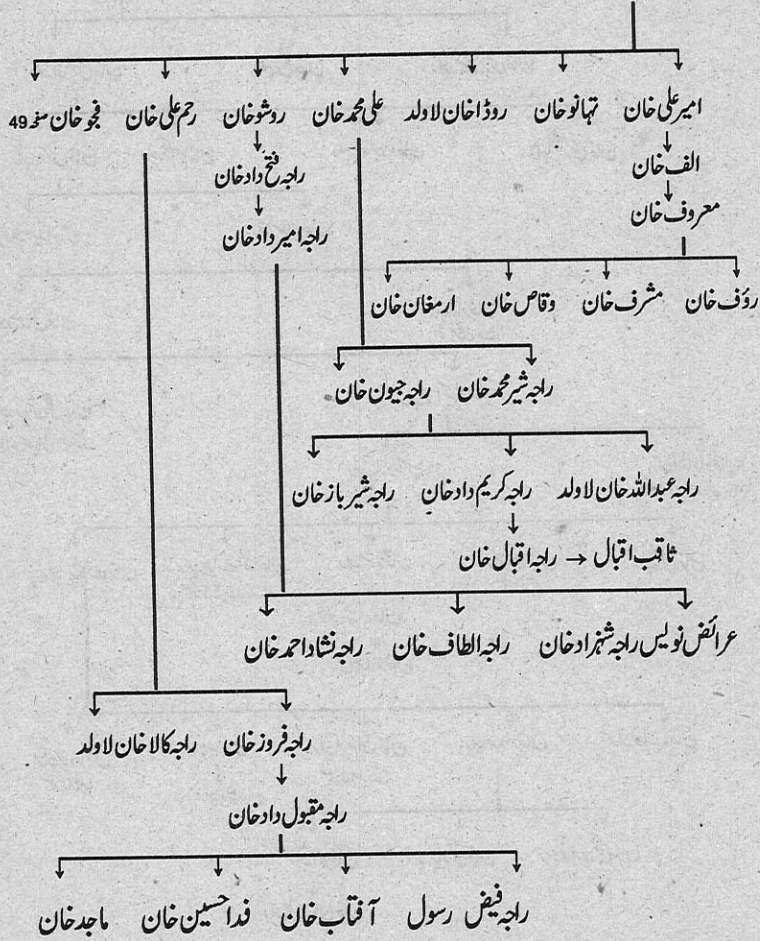 امیر علی خان تہانو خان روڈا خان لاولد علی محمد خان روشو خان رحم علی خان فجو خان صفحہ 49
الف خان راجہ فتح داد خان
معروف خان راجہ امیر داد خان
رؤف خان مشرف خان وقاص خان ارمغان خان
راجہ شیر محمد خان راجہ جیون خان
راجہ عبداللہ خان لاولد راجہ کریم داد خان راجہ شیر باز خان
ثاقب اقبال → راجہ اقبال خان
عرائض نویس راجہ شہزاد خان راجہ الطاف خان راجہ نشاد احمد خان
راجہ فروز خان راجہ کالا خان لاولد
راجہ مقبول داد خان
راجہ فیض رسول آفتاب خان فدا حسین خان ماجد خان